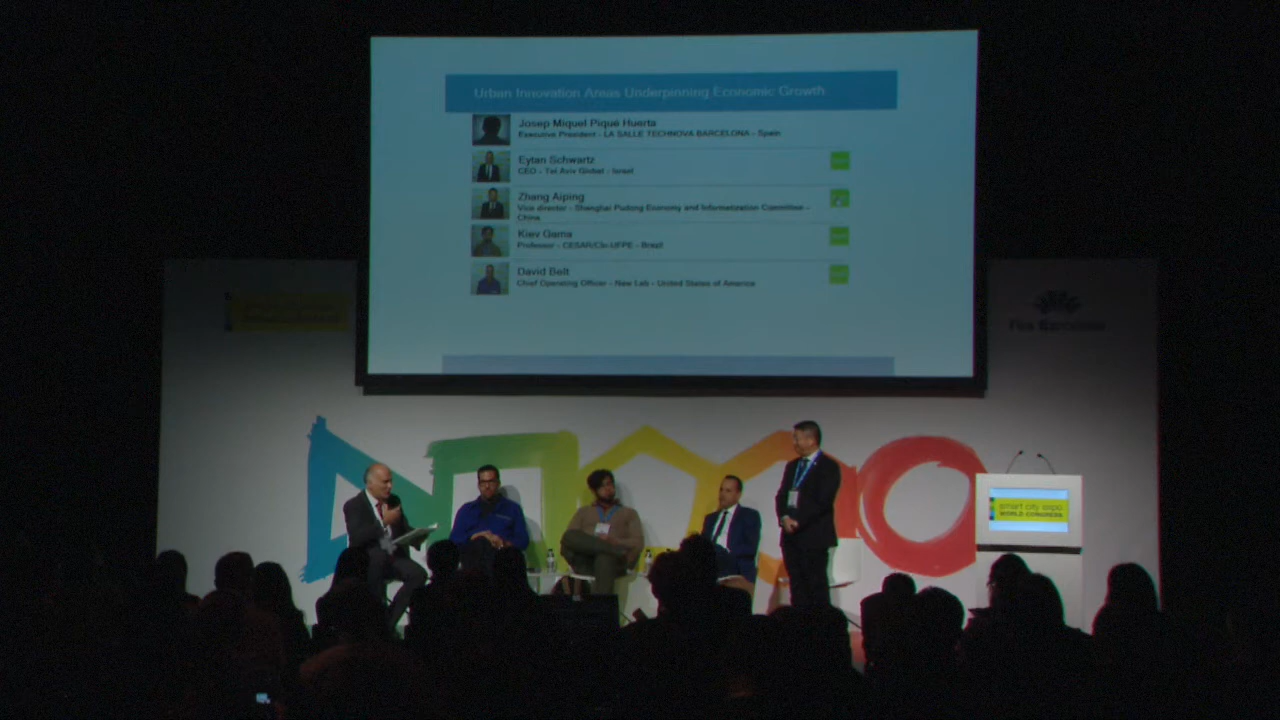 Urban Innovation Areas Underpinning Economic Growth
Josep Miquel Piqué Huerta
Executive President - LA SALLE TECHNOVA BARCELONA - Spain
Eytan Schwartz
CEO - Tel Aviv Global - Israel
Zhang Aiping
Vice director - Shanghai Pudong Economy and Informatization Committee -
China
Kiev Gama
Professor - CESAR/CIn-UFPE - Brazil
David Belt
Chief Operating Officer - New Lab - United States of America
Fira Barcelona
smart city expo
WORLD CONGRESS